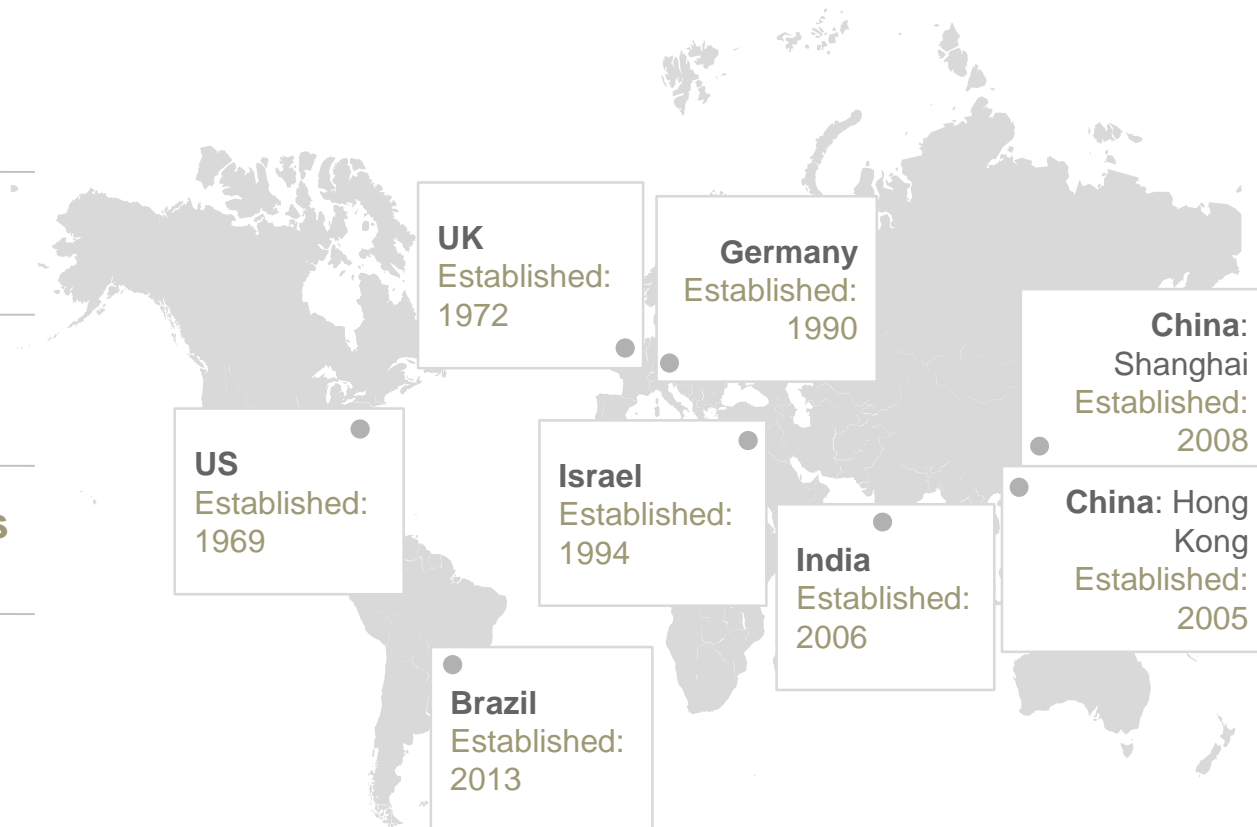 UK
Established:
1972
Germany
Established:
1990
China:
Shanghai
Established:
2008
US
Established:
1969
Israel
Established:
1994
India
Established:
2006
China: Hong
Kong
Established:
2005
Brazil
Established:
2013
s